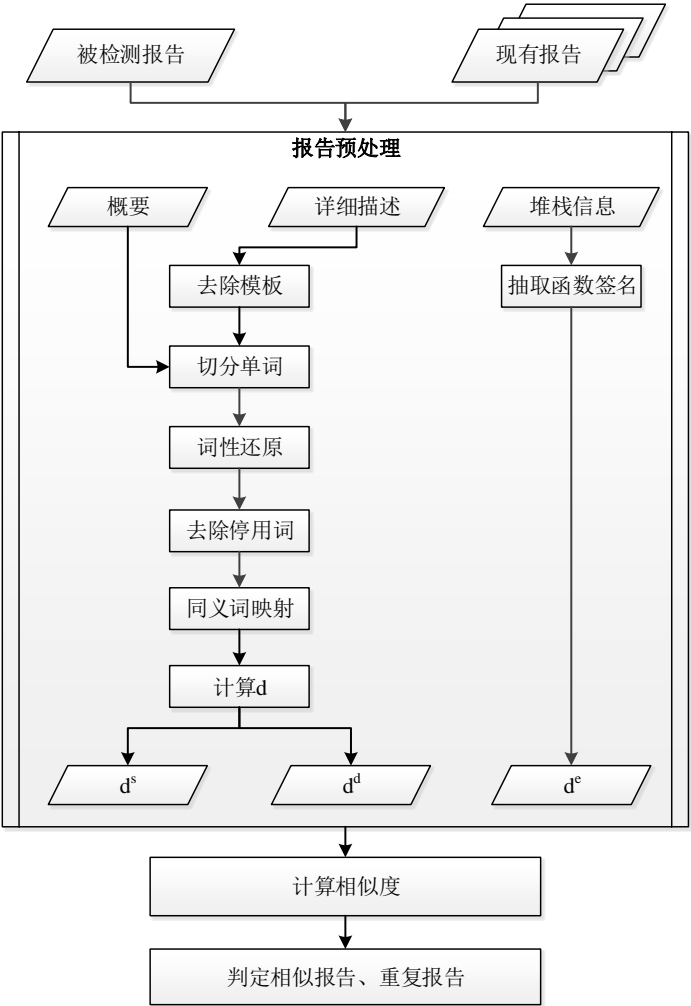 被检测报告
现有报告
报告预处理
概要
详细描述
堆栈信息
去除模板
抽取函数签名
切分单词
词性还原
去除停用词
同义词映射
计算d
dˢ
dᵈ
dᵉ
计算相似度
判定相似报告、重复报告